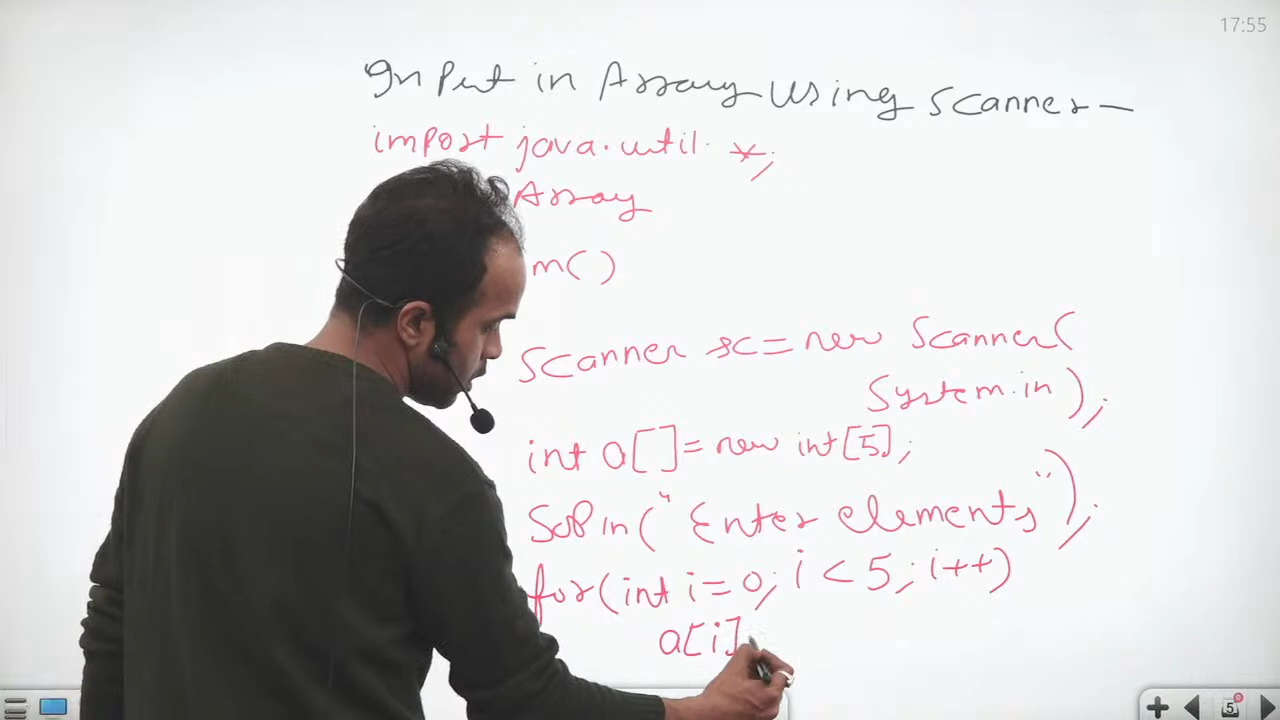 17:55
Input in Array Using Scanner —
import java.util.*;
Array
m()
Scanner sc = new Scanner(
System.in);
int a[] = new int[5];
SoPln("Enter elements");
for(int i=0; i<5; i++)
a[i]
5